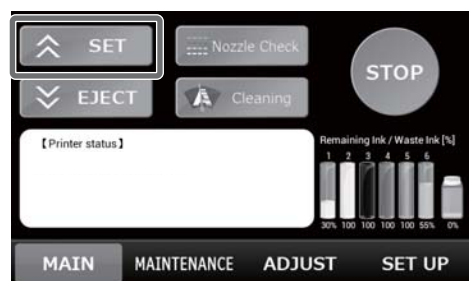 SET
Nozzle Check
STOP
EJECT
Cleaning
【Printer status】
Remaining Ink / Waste Ink [%]
1 2 3 4 5 6
30% 100 100 100 100 55% 0%
MAIN MAINTENANCE ADJUST SET UP